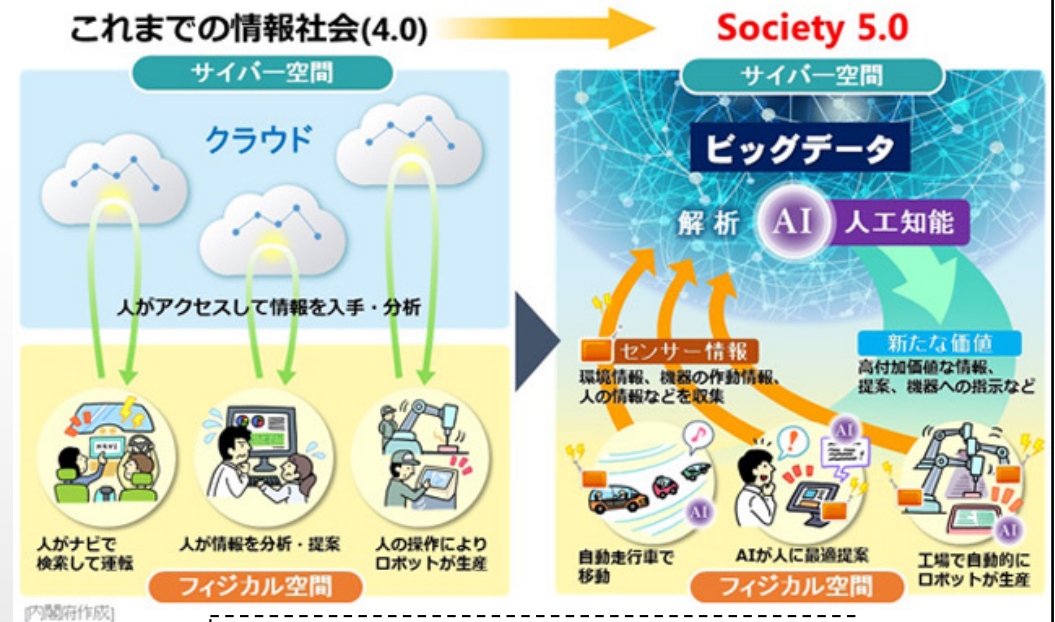 これまでの情報社会(4.0)
Society 5.0
サイバー空間
クラウド
人がアクセスして情報を入手・分析
人がナビで
検索して運転
人が情報を分析・提案
人の操作により
ロボットが生産
フィジカル空間
[内閣府作成]
サイバー空間
ビッグデータ
解析
AI
人工知能
センサー情報
環境情報、機器の作動情報、
人の情報などを収集
新たな価値
高付加価値な情報、
提案、機器への指示など
AI
AI
AI
自動走行車で
移動
AIが人に最適提案
工場で自動的に
ロボットが生産
フィジカル空間